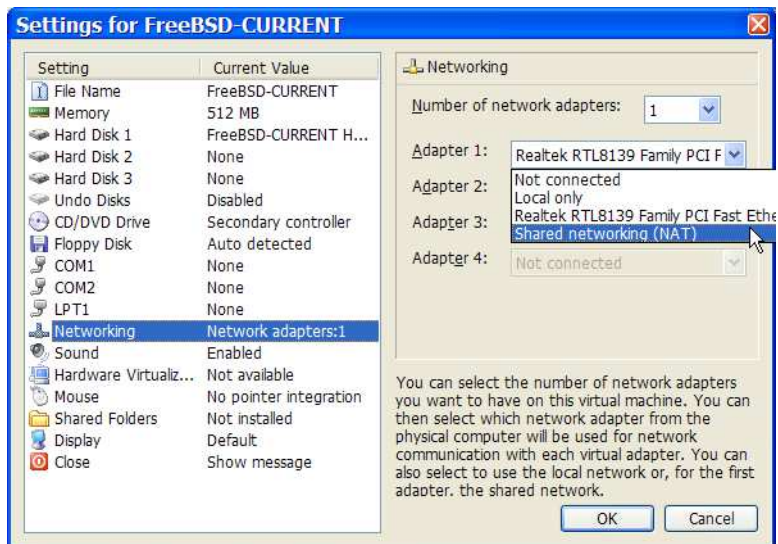 Settings for FreeBSD-CURRENT
Setting Current Value
File Name FreeBSD-CURRENT
Memory 512 MB
Hard Disk 1 FreeBSD-CURRENT H...
Hard Disk 2 None
Hard Disk 3 None
Undo Disks Disabled
CD/DVD Drive Secondary controller
Floppy Disk Auto detected
COM1 None
COM2 None
LPT1 None
Networking Network adapters:1
Sound Enabled
Hardware Virtualiz... Not available
Mouse No pointer integration
Shared Folders Not installed
Display Default
Close Show message
Networking
Number of network adapters: 1
Adapter 1: Realtek RTL8139 Family PCI F
Not connected
Local only
Realtek RTL8139 Family PCI Fast Ethe
Shared networking (NAT)
Adapter 2:
Adapter 3:
Adapter 4: Not connected
You can select the number of network adapters
you want to have on this virtual machine. You can
then select which network adapter from the
physical computer will be used for network
communication with each virtual adapter. You can
also select to use the local network or, for the first
adapter, the shared network.
OK Cancel